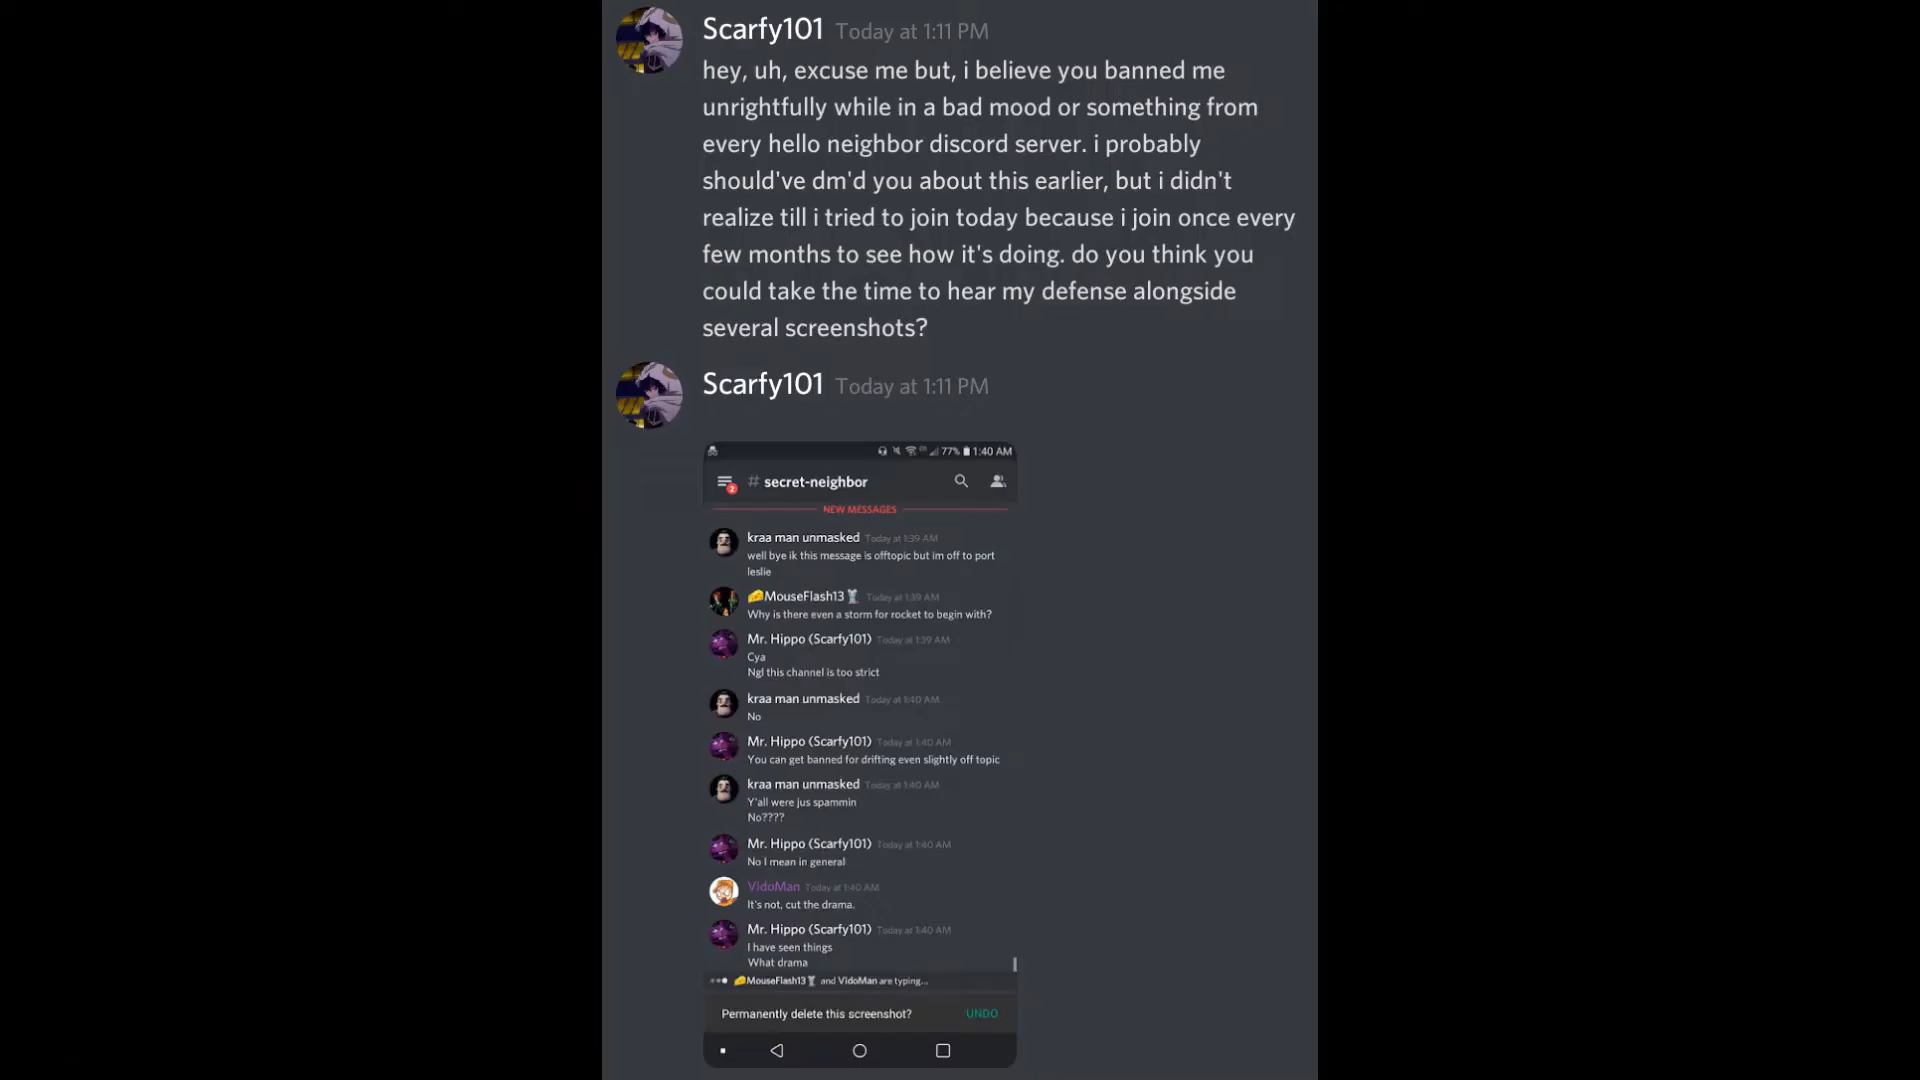 Scarfy101 Today at 1:11 PM
hey, uh, excuse me but, i believe you banned me
unrightfully while in a bad mood or something from
every hello neighbor discord server. i probably
should've dm'd you about this earlier, but i didn't
realize till i tried to join today because i join once every
few months to see how it's doing. do you think you
could take the time to hear my defense alongside
several screenshots?
Scarfy101 Today at 1:11 PM
77% 1:40 AM
2
# secret-neighbor
NEW MESSAGES
kraa man unmasked Today at 1:39 AM
well bye ik this message is offtopic but im off to port
leslie
🧀MouseFlash13🐭 Today at 1:39 AM
Why is there even a storm for rocket to begin with?
Mr. Hippo (Scarfy101) Today at 1:39 AM
Cya
Ngl this channel is too strict
kraa man unmasked Today at 1:40 AM
No
Mr. Hippo (Scarfy101) Today at 1:40 AM
You can get banned for drifting even slightly off topic
kraa man unmasked Today at 1:40 AM
Y'all were jus spammin
No????
Mr. Hippo (Scarfy101) Today at 1:40 AM
No I mean in general
VidoMan Today at 1:40 AM
It's not, cut the drama.
Mr. Hippo (Scarfy101) Today at 1:40 AM
I have seen things
What drama
🧀MouseFlash13🐭 and VidoMan are typing...
Permanently delete this screenshot? UNDO